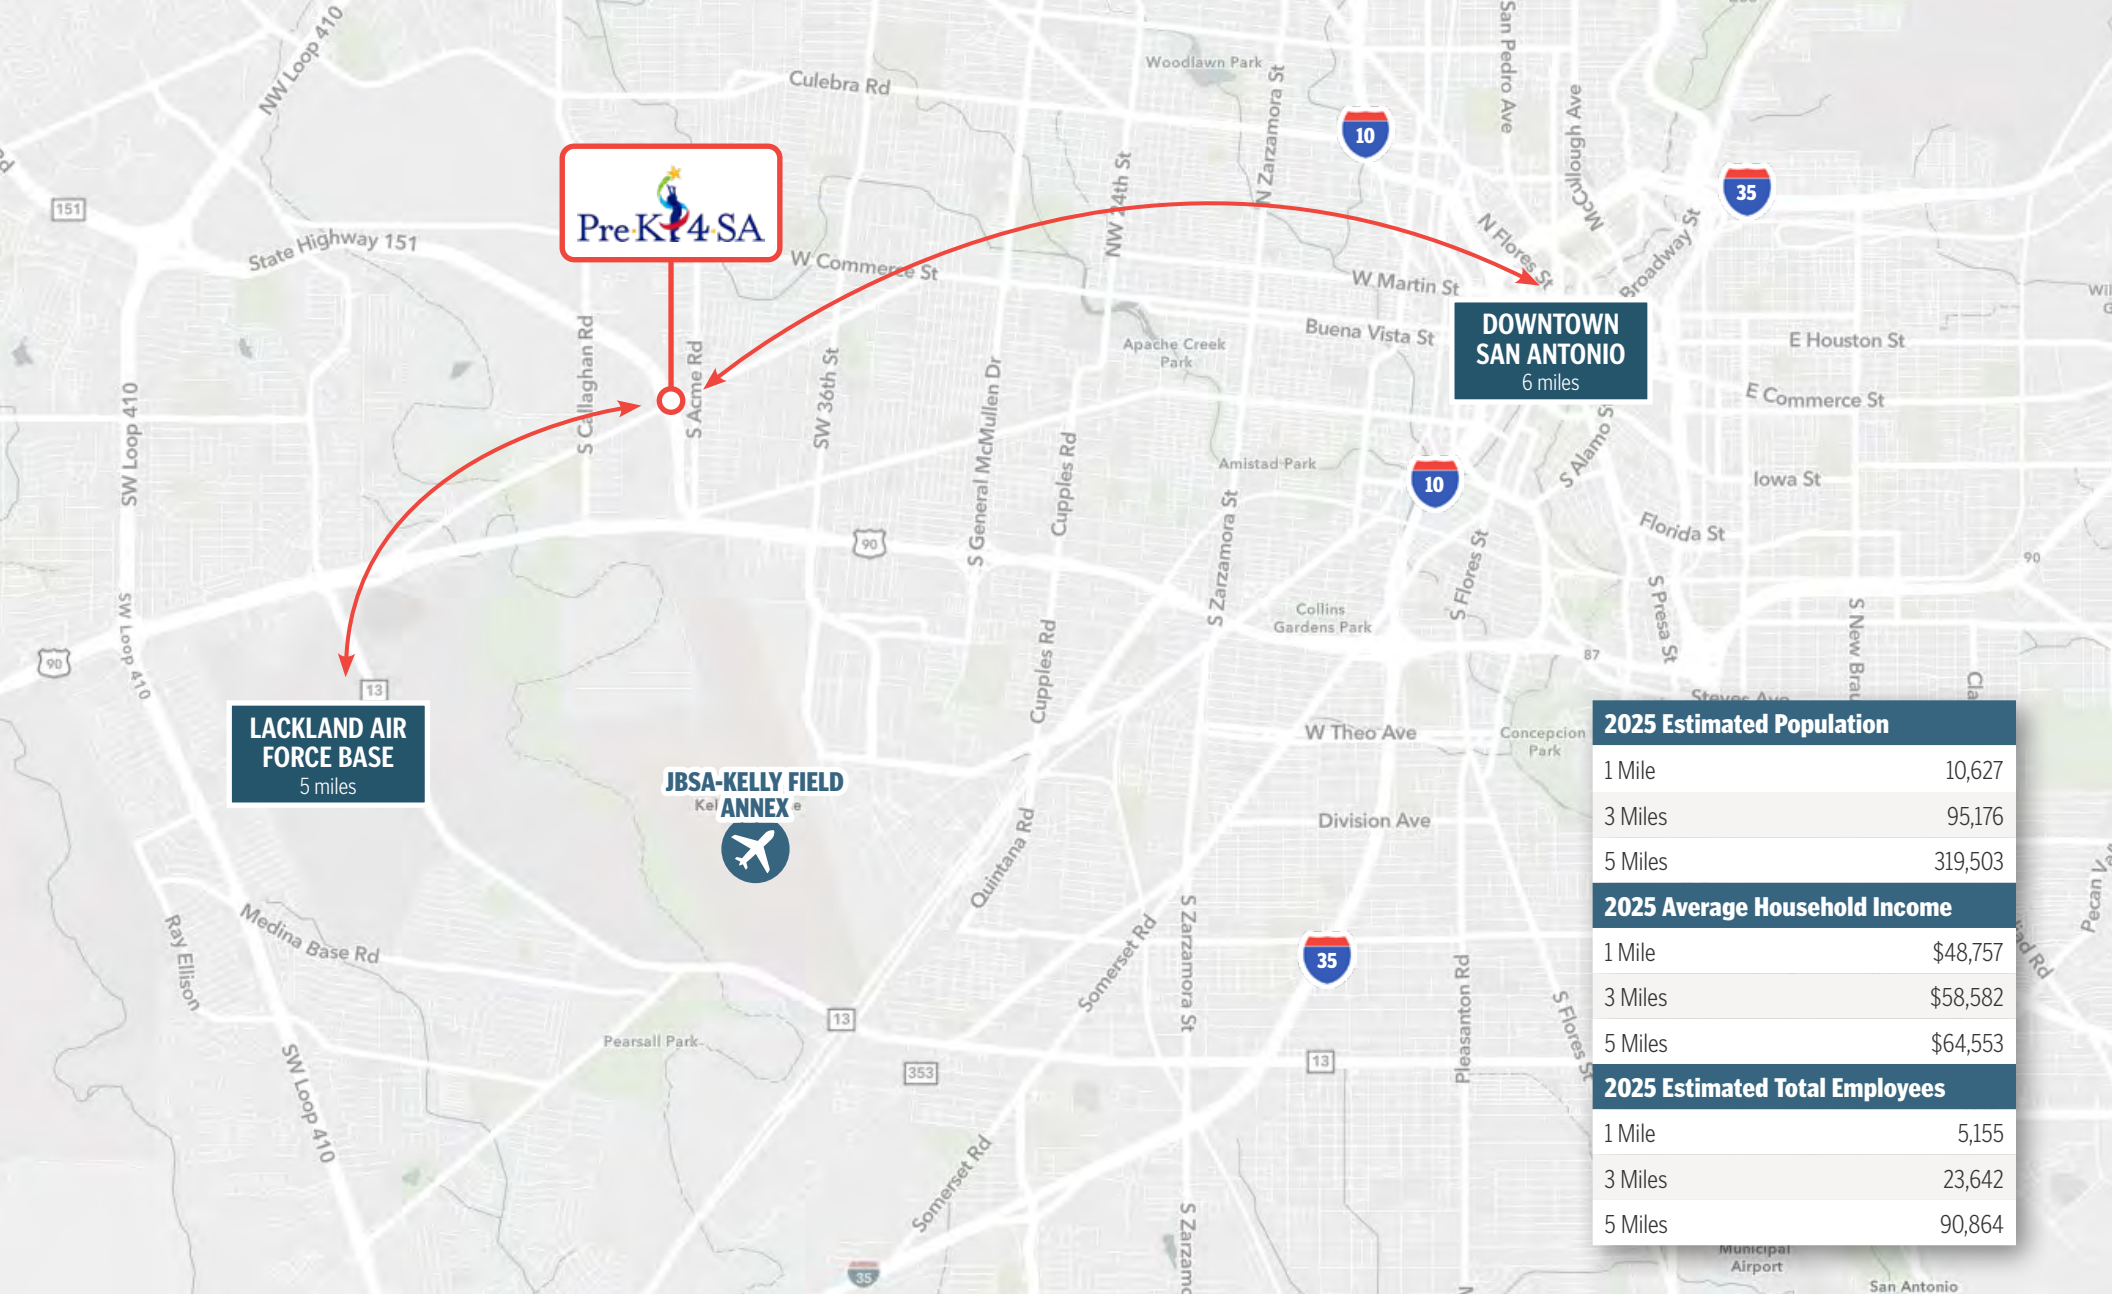 NW Loop 410
Culebra Rd
Woodlawn Park
N Zarzamora St
San Pedro Ave
McCullough Ave
10
35
151
State Highway 151
Pre·K 4·SA
W Commerce St
NW 24th St
N Flores St
Broadway St
W Martin St
Buena Vista St
DOWNTOWN
SAN ANTONIO
6 miles
E Houston St
E Commerce St
Apache Creek
Park
S Callaghan Rd
S Acme Rd
SW 36th St
S General McMullen Dr
Cupples Rd
SW Loop 410
Amistad Park
10
S Alamo St
Iowa St
Florida St
90
90
S Zarzamora St
S Flores St
S Presa St
S New Brau
Collins
Gardens Park
87
SW Loop 410
90
13
Cupples Rd
Steves Ave
LACKLAND AIR
FORCE BASE
5 miles
W Theo Ave
Concepcion
Park
JBSA-KELLY FIELD
ANNEX
Division Ave
Quintana Rd
Ray Ellison
Medina Base Rd
Somerset Rd
S Zarzamora St
35
Pleasanton Rd
S Flores St
Pearsall Park
13
353
13
SW Loop 410
Somerset Rd
S Zarzamo
35
2025 Estimated Population
1 Mile 10,627
3 Miles 95,176
5 Miles 319,503
2025 Average Household Income
1 Mile $48,757
3 Miles $58,582
5 Miles $64,553
2025 Estimated Total Employees
1 Mile 5,155
3 Miles 23,642
5 Miles 90,864
Municipal
Airport
San Antonio